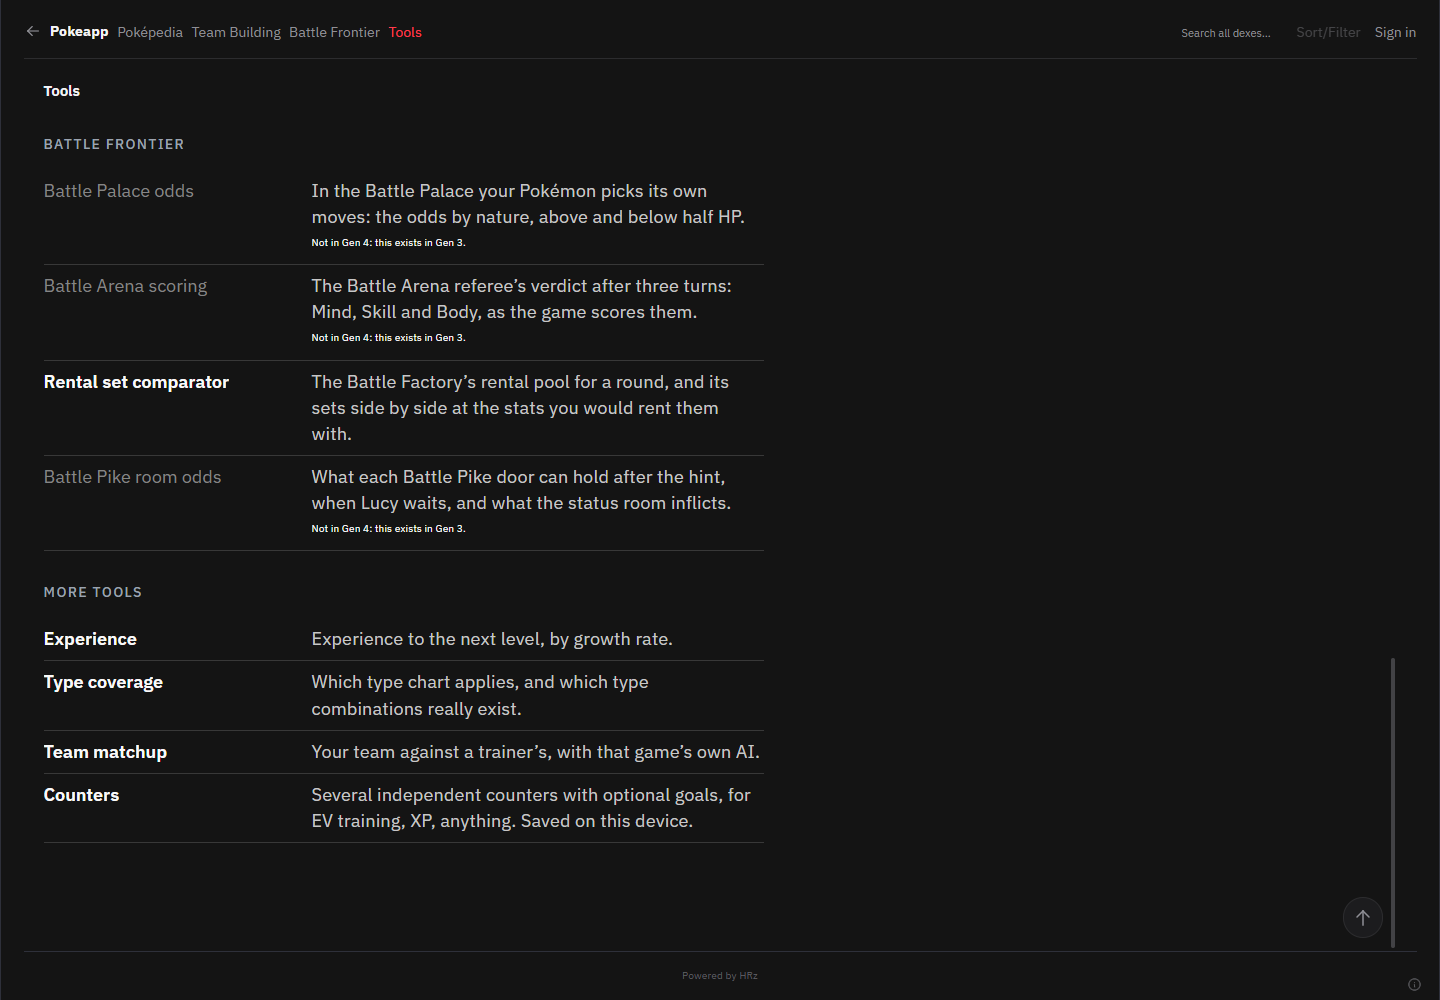 Pokeapp Poképedia Team Building Battle Frontier Tools Search all dexes... Sort/Filter Sign in
Tools
BATTLE FRONTIER
Battle Palace odds
In the Battle Palace your Pokémon picks its own
moves: the odds by nature, above and below half HP.
Not in Gen 4: this exists in Gen 3.
Battle Arena scoring
The Battle Arena referee’s verdict after three turns:
Mind, Skill and Body, as the game scores them.
Not in Gen 4: this exists in Gen 3.
Rental set comparator
The Battle Factory’s rental pool for a round, and its
sets side by side at the stats you would rent them
with.
Battle Pike room odds
What each Battle Pike door can hold after the hint,
when Lucy waits, and what the status room inflicts.
Not in Gen 4: this exists in Gen 3.
MORE TOOLS
Experience
Experience to the next level, by growth rate.
Type coverage
Which type chart applies, and which type
combinations really exist.
Team matchup
Your team against a trainer’s, with that game’s own AI.
Counters
Several independent counters with optional goals, for
EV training, XP, anything. Saved on this device.
Powered by HRz